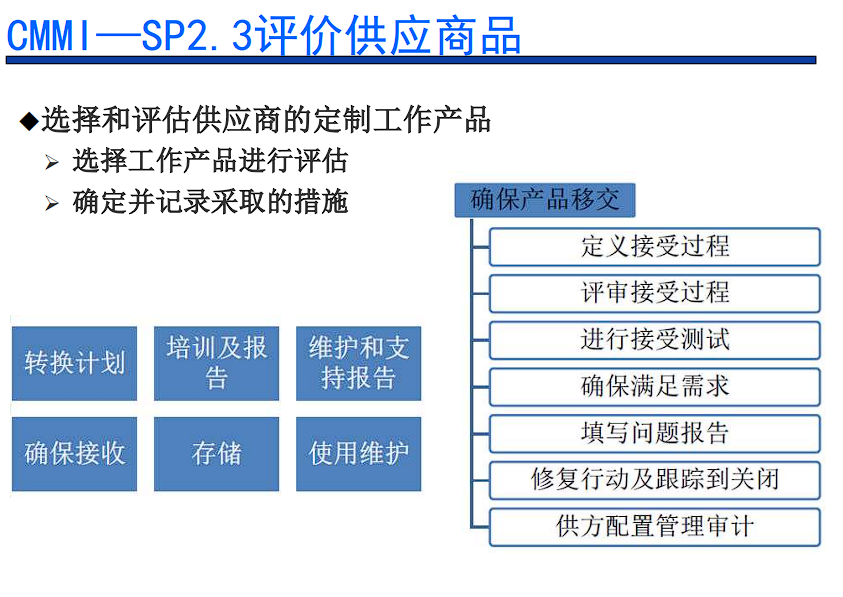 CMMI—SP2.3评价供应商品
◆选择和评估供应商的定制工作产品
➢ 选择工作产品进行评估
➢ 确定并记录采取的措施
转换计划
培训及报
告
维护和支
持报告
确保接收
存储
使用维护
确保产品移交
定义接受过程
评审接受过程
进行接受测试
确保满足需求
填写问题报告
修复行动及跟踪到关闭
供方配置管理审计